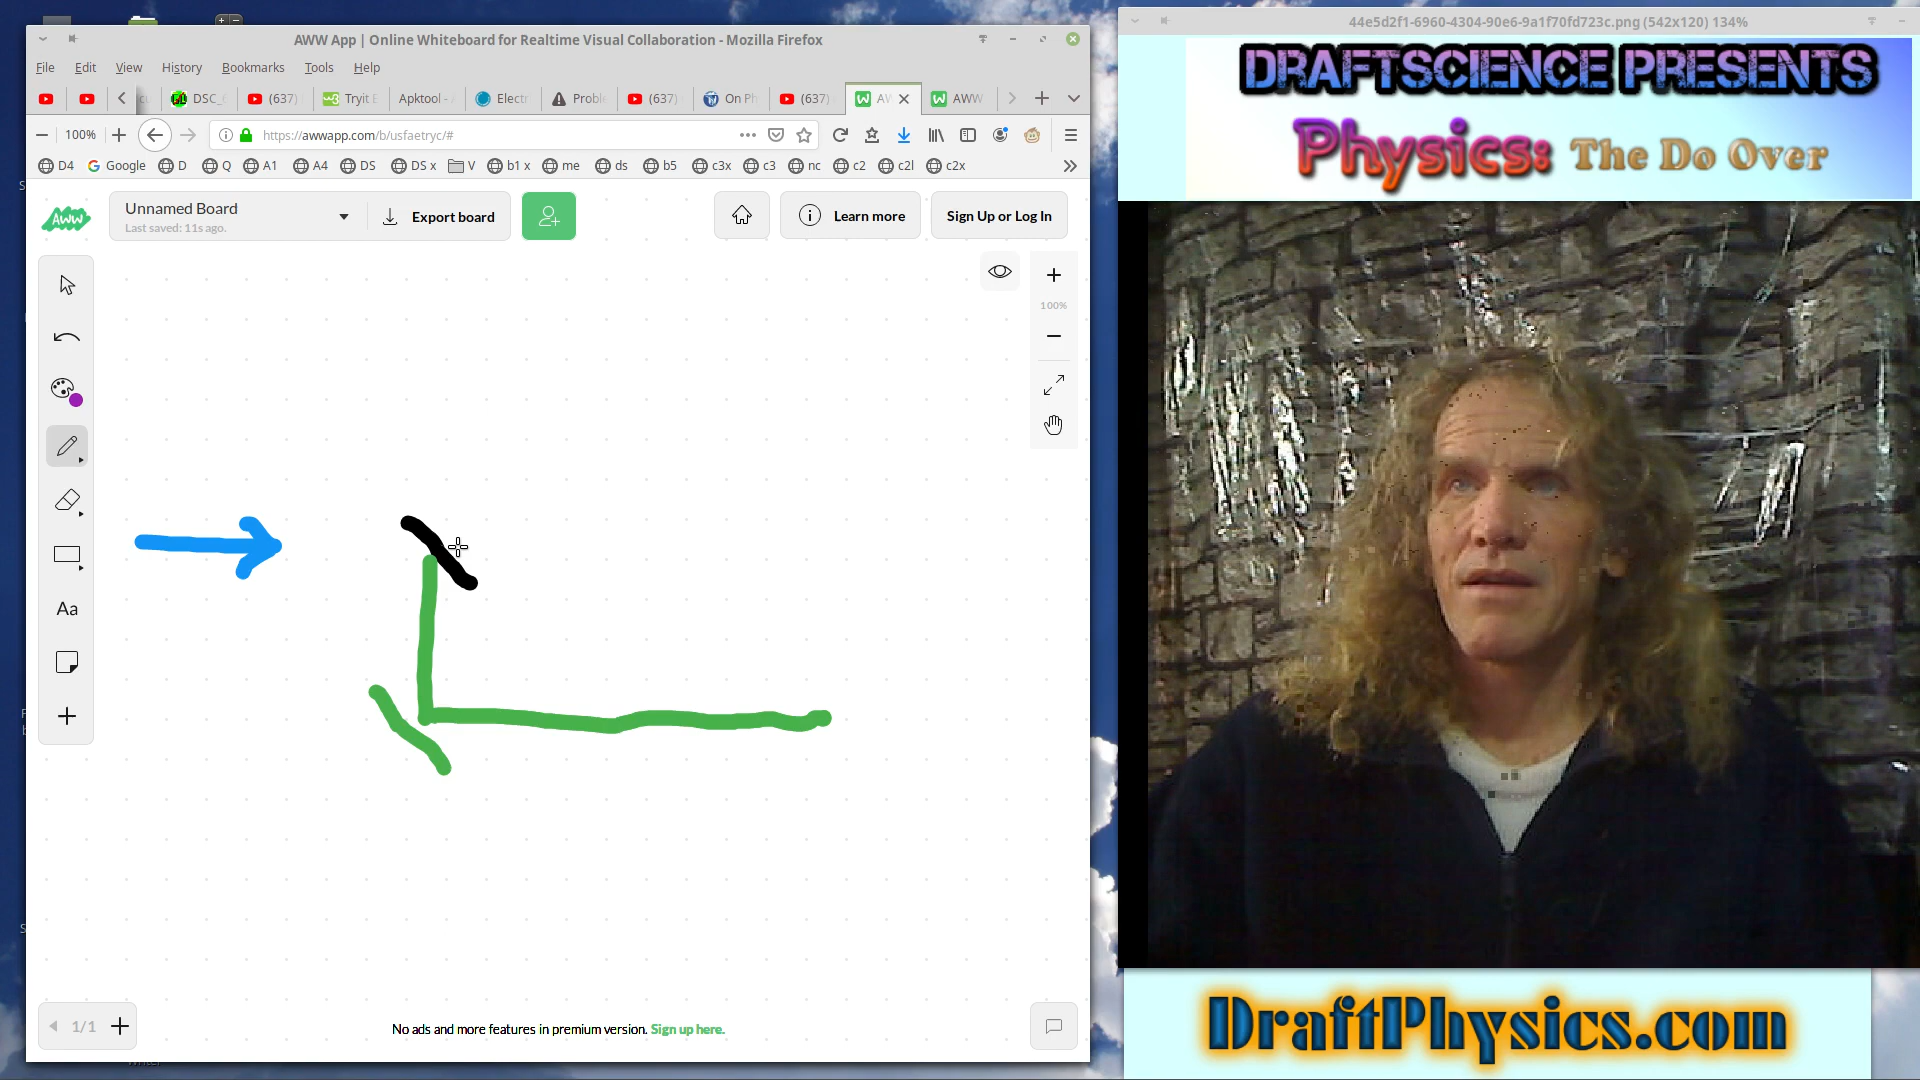 AWW App | Online Whiteboard for Realtime Visual Collaboration - Mozilla Firefox
File Edit View History Bookmarks Tools Help
DSC_ (637) Tryit E Apktool - Electr Proble (637) On Ph (637) AW AWW
100% https://awwapp.com/b/usfaetryc/#
D4 Google D Q A1 A4 DS DS x V b1 x me ds b5 c3x c3 nc c2 c2l c2x
AWW
Unnamed Board
Last saved: 11s ago.
Export board
Learn more
Sign Up or Log In
100%
Aa
1/1
No ads and more features in premium version. Sign up here.
44e5d2f1-6960-4304-90e6-9a1f70fd723c.png (542x120) 134%
DRAFTSCIENCE PRESENTS
Physics: The Do Over
DraftPhysics.com